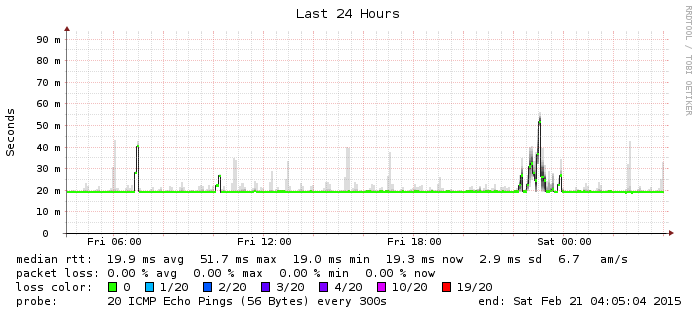 Last 24 Hours
RRDTOOL / TOBI OETIKER
Seconds
90 m
80 m
70 m
60 m
50 m
40 m
30 m
20 m
10 m
0
Fri 06:00 Fri 12:00 Fri 18:00 Sat 00:00
median rtt: 19.9 ms avg 51.7 ms max 19.0 ms min 19.3 ms now 2.9 ms sd 6.7 am/s
packet loss: 0.00 % avg 0.00 % max 0.00 % min 0.00 % now
loss color: 0 1/20 2/20 3/20 4/20 10/20 19/20
probe: 20 ICMP Echo Pings (56 Bytes) every 300s end: Sat Feb 21 04:05:04 2015